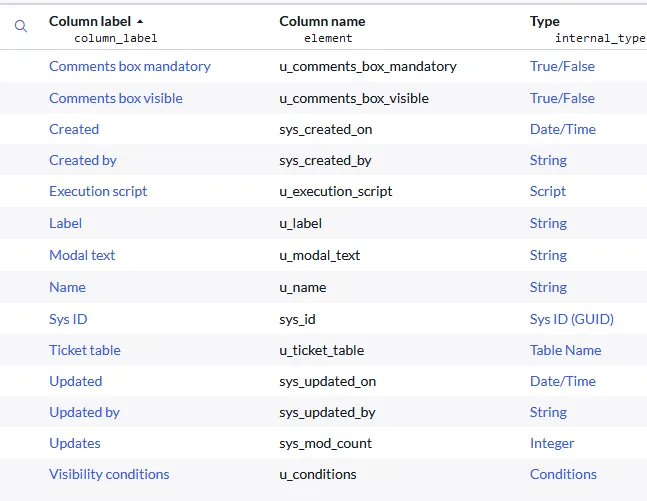 Column label Column name Type
column_label element internal_type
Comments box mandatory u_comments_box_mandatory True/False
Comments box visible u_comments_box_visible True/False
Created sys_created_on Date/Time
Created by sys_created_by String
Execution script u_execution_script Script
Label u_label String
Modal text u_modal_text String
Name u_name String
Sys ID sys_id Sys ID (GUID)
Ticket table u_ticket_table Table Name
Updated sys_updated_on Date/Time
Updated by sys_updated_by String
Updates sys_mod_count Integer
Visibility conditions u_conditions Conditions